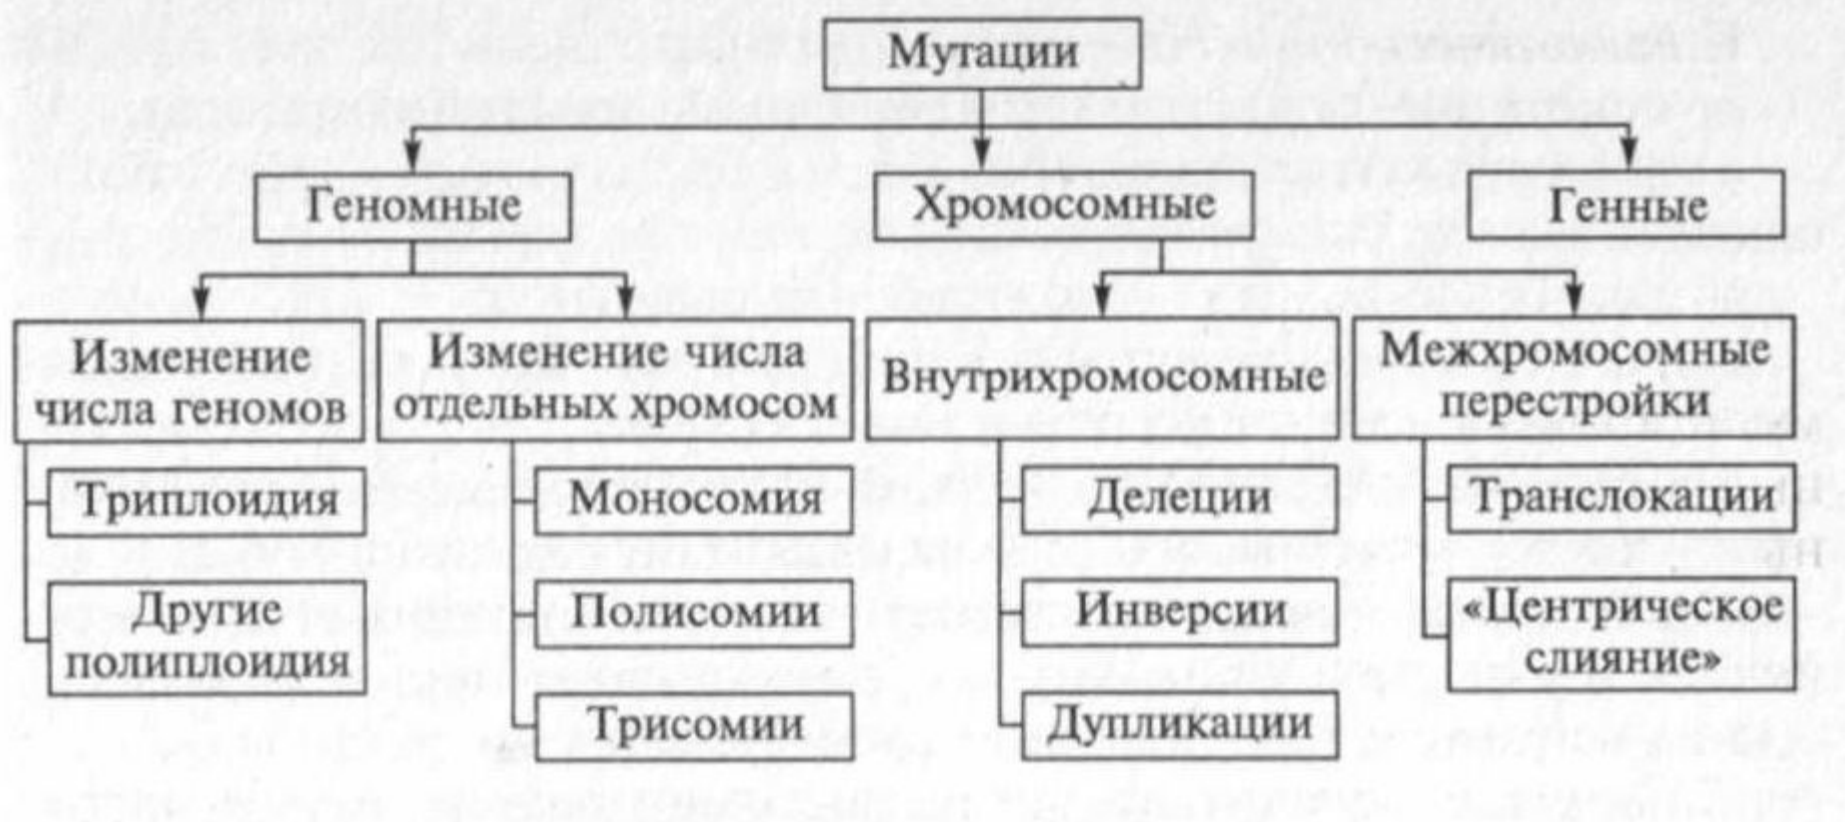 Мутации
Геномные
Хромосомные
Генные
Изменение
числа геномов
Изменение числа
отдельных хромосом
Внутрихромосомные
Межхромосомные
перестройки
Триплоидия
Моносомия
Делеции
Транслокации
Другие
полиплоидия
Полисомии
Инверсии
«Центрическое
слияние»
Трисомии
Дупликации